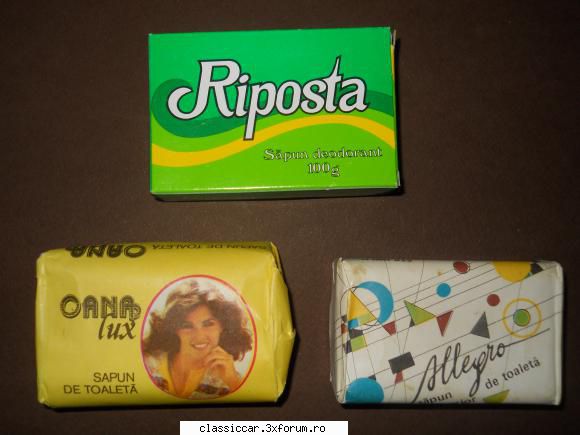 Riposta
Săpun deodorant
100g
OANA
SAPUN DE TOALETĂ
OANA
lux
SAPUN
DE TOALETĂ
Allegro
săpun
de toaletă
classiccar.3xforum.ro